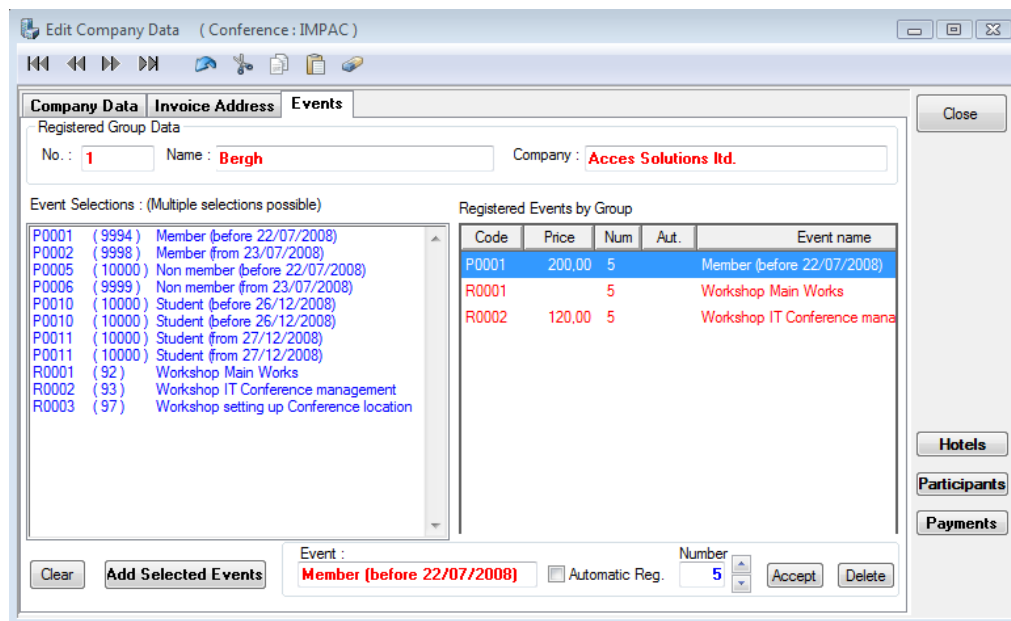 Edit Company Data ( Conference : IMPAC )
Company Data Invoice Address Events
Close
Registered Group Data
No. : 1 Name : Bergh Company : Acces Solutions ltd.
Event Selections : (Multiple selections possible)
P0001 ( 9994 ) Member (before 22/07/2008)
P0002 ( 9998 ) Member (from 23/07/2008)
P0005 ( 10000 ) Non member (before 22/07/2008)
P0006 ( 9999 ) Non member (from 23/07/2008)
P0010 ( 10000 ) Student (before 26/12/2008)
P0010 ( 10000 ) Student (before 26/12/2008)
P0011 ( 10000 ) Student (from 27/12/2008)
P0011 ( 10000 ) Student (from 27/12/2008)
R0001 ( 92 ) Workshop Main Works
R0002 ( 93 ) Workshop IT Conference management
R0003 ( 97 ) Workshop setting up Conference location
Registered Events by Group
Code Price Num Aut. Event name
P0001 200,00 5 Member (before 22/07/2008)
R0001 5 Workshop Main Works
R0002 120,00 5 Workshop IT Conference mana
Hotels
Participants
Payments
Clear Add Selected Events
Event : Number
Member (before 22/07/2008) Automatic Reg. 5 Accept Delete